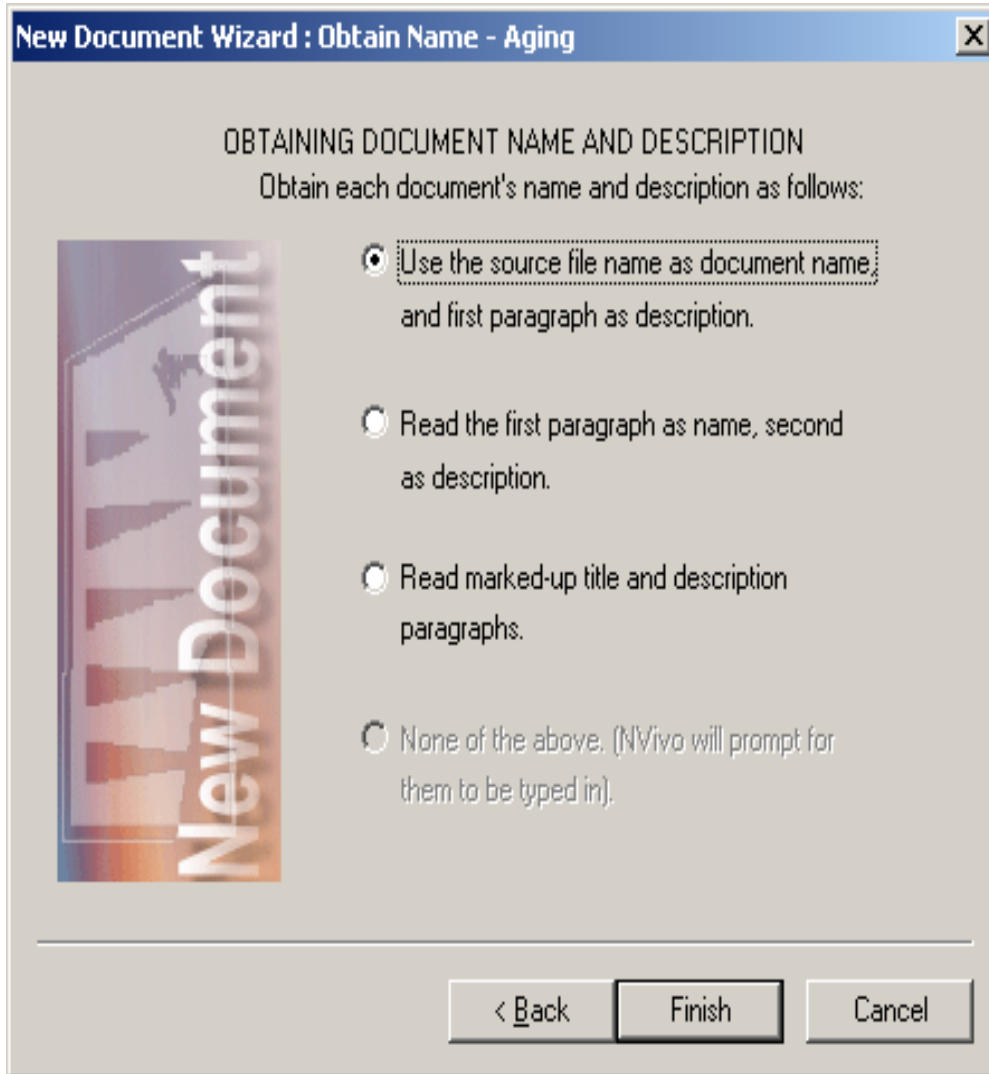 New Document Wizard : Obtain Name - Aging
OBTAINING DOCUMENT NAME AND DESCRIPTION
Obtain each document's name and description as follows:
New Document
Use the source file name as document name,
and first paragraph as description.
Read the first paragraph as name, second
as description.
Read marked-up title and description
paragraphs.
None of the above. (NVivo will prompt for
them to be typed in).
< Back
Finish
Cancel